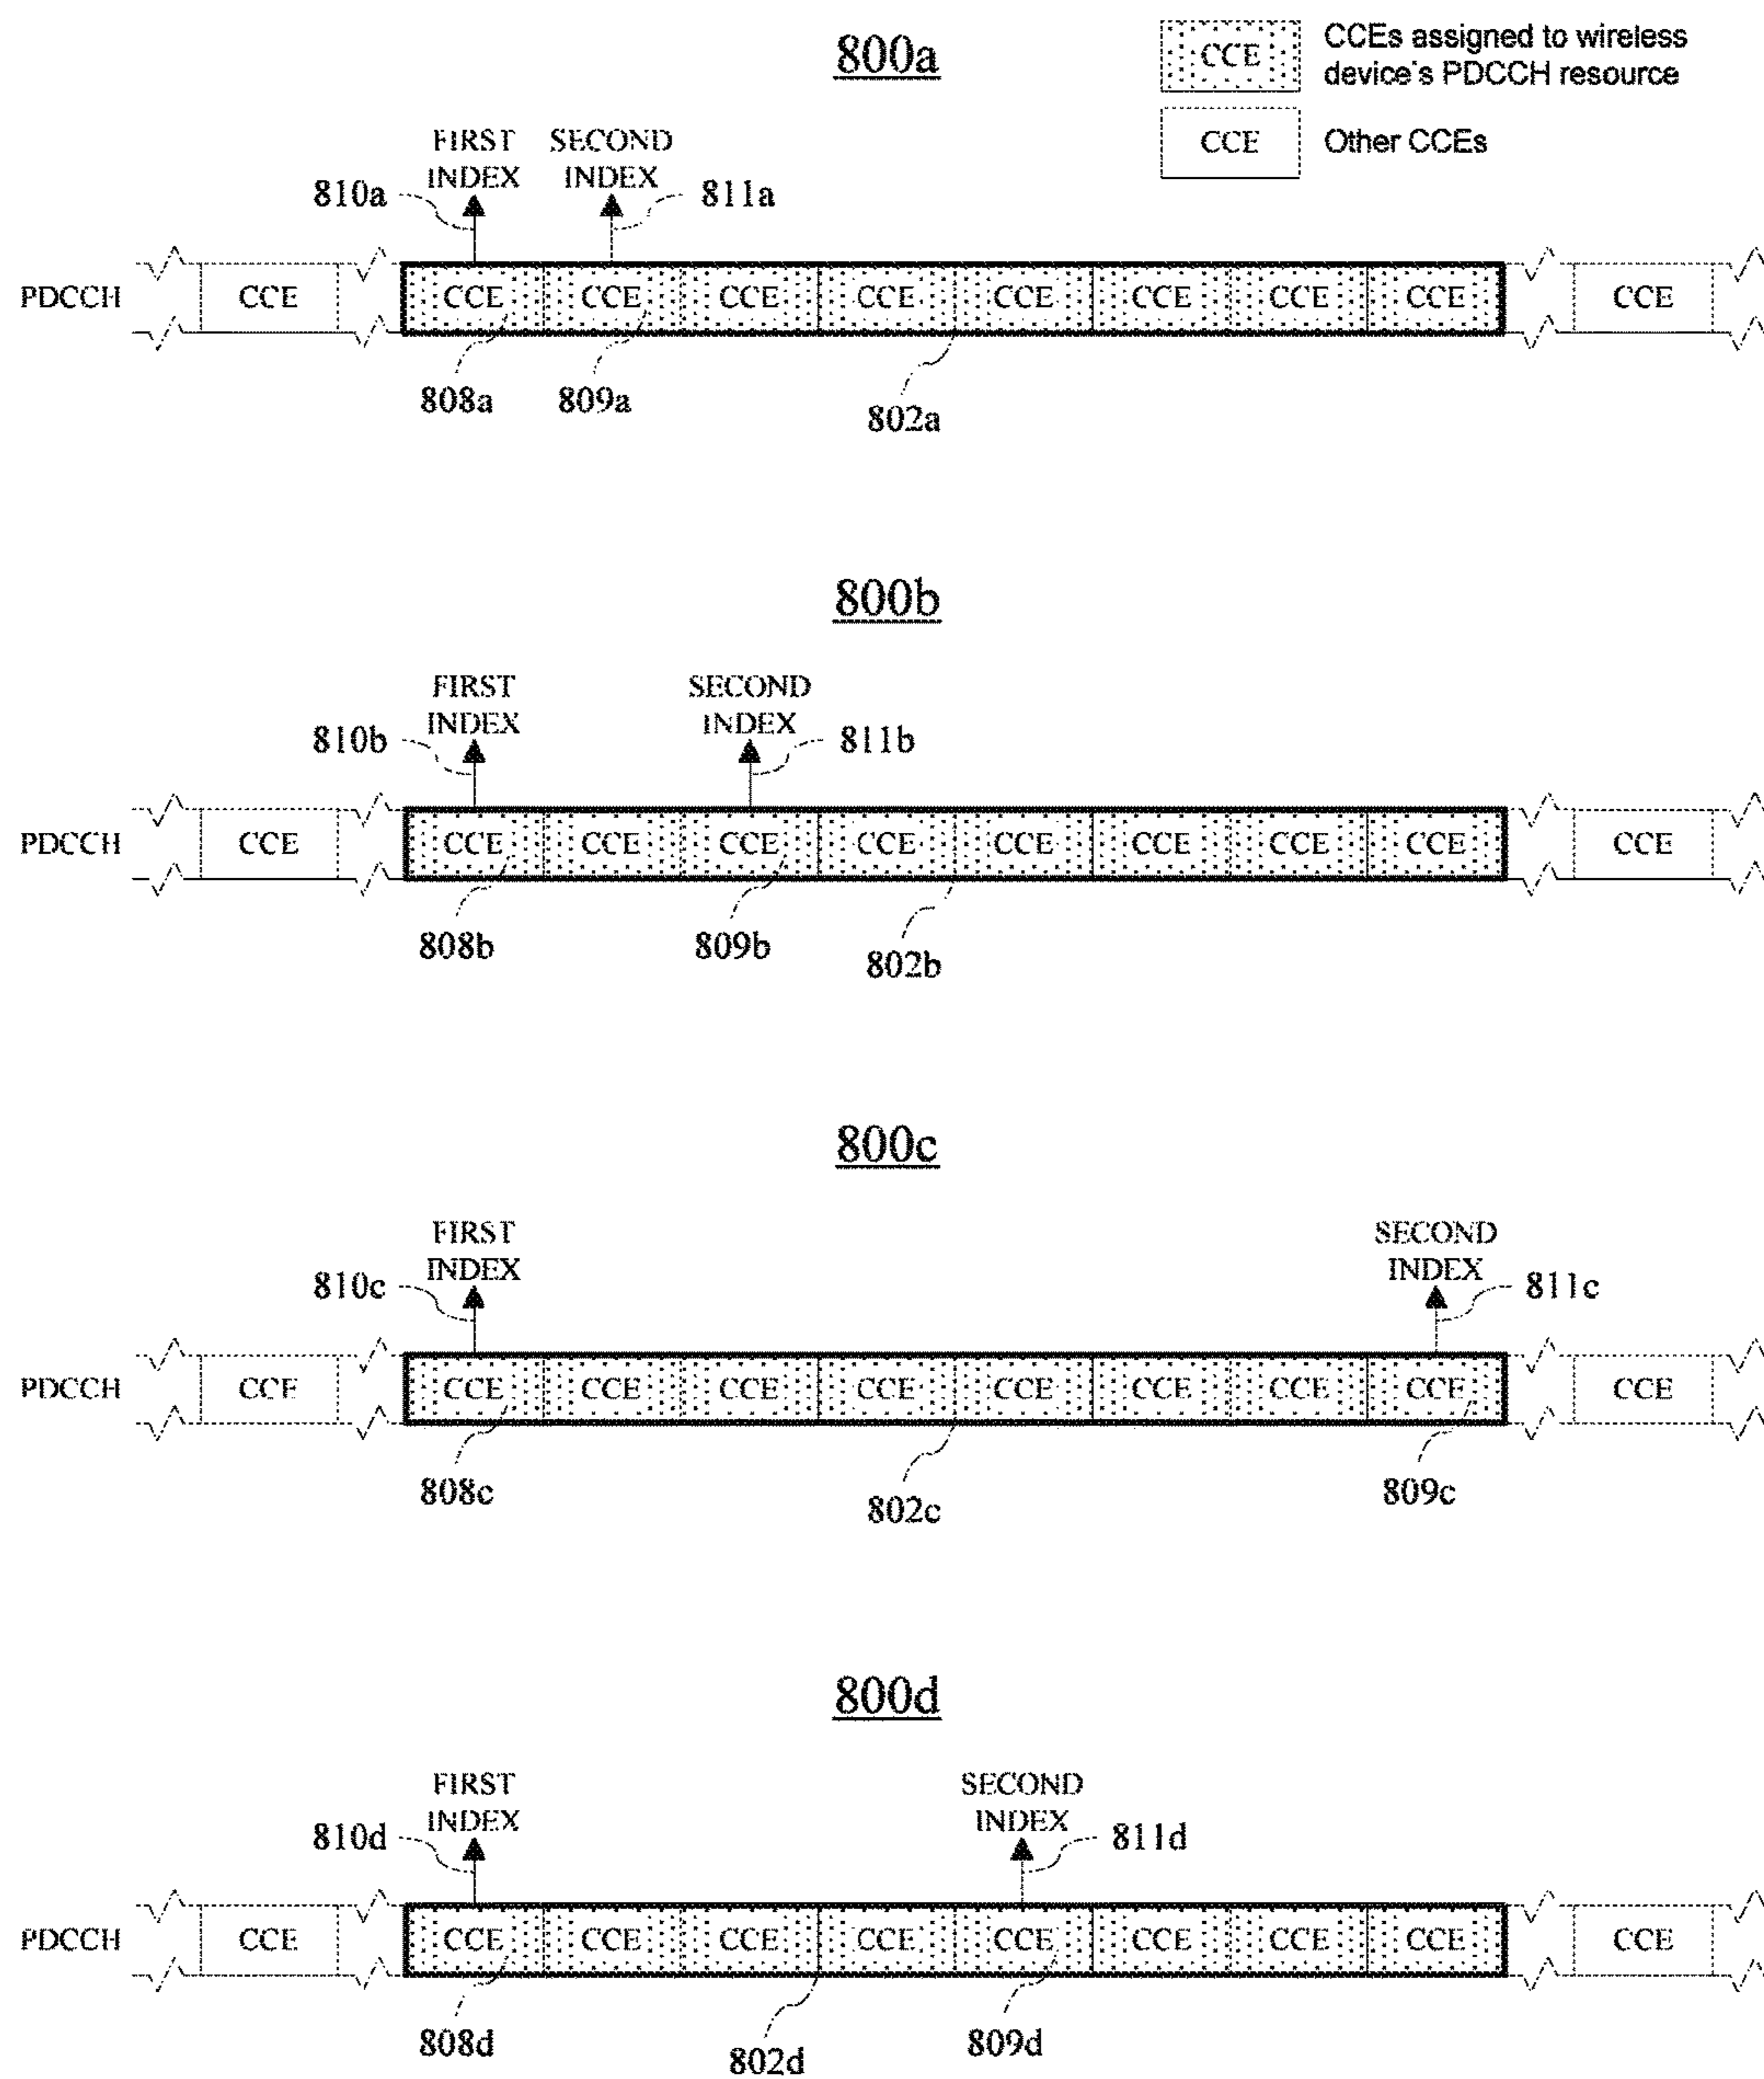 800a
CCE
CCEs assigned to wireless
device's PDCCH resource
CCE
Other CCEs
FIRST
INDEX
SECOND
INDEX
810a
811a
PDCCH
CCE
CCE CCE CCE CCE CCE CCE CCE CCE
CCE
808a
809a
802a
800b
FIRST
INDEX
SECOND
INDEX
810b
811b
PDCCH
CCE
CCE CCE CCE CCE CCE CCE CCE CCE
CCE
808b
809b
802b
800c
FIRST
INDEX
SECOND
INDEX
810c
811c
PDCCH
CCE
CCE CCE CCE CCE CCE CCE CCE CCE
CCE
808c
802c
809c
800d
FIRST
INDEX
SECOND
INDEX
810d
811d
PDCCH
CCE
CCE CCE CCE CCE CCE CCE CCE CCE
CCE
808d
802d
809d